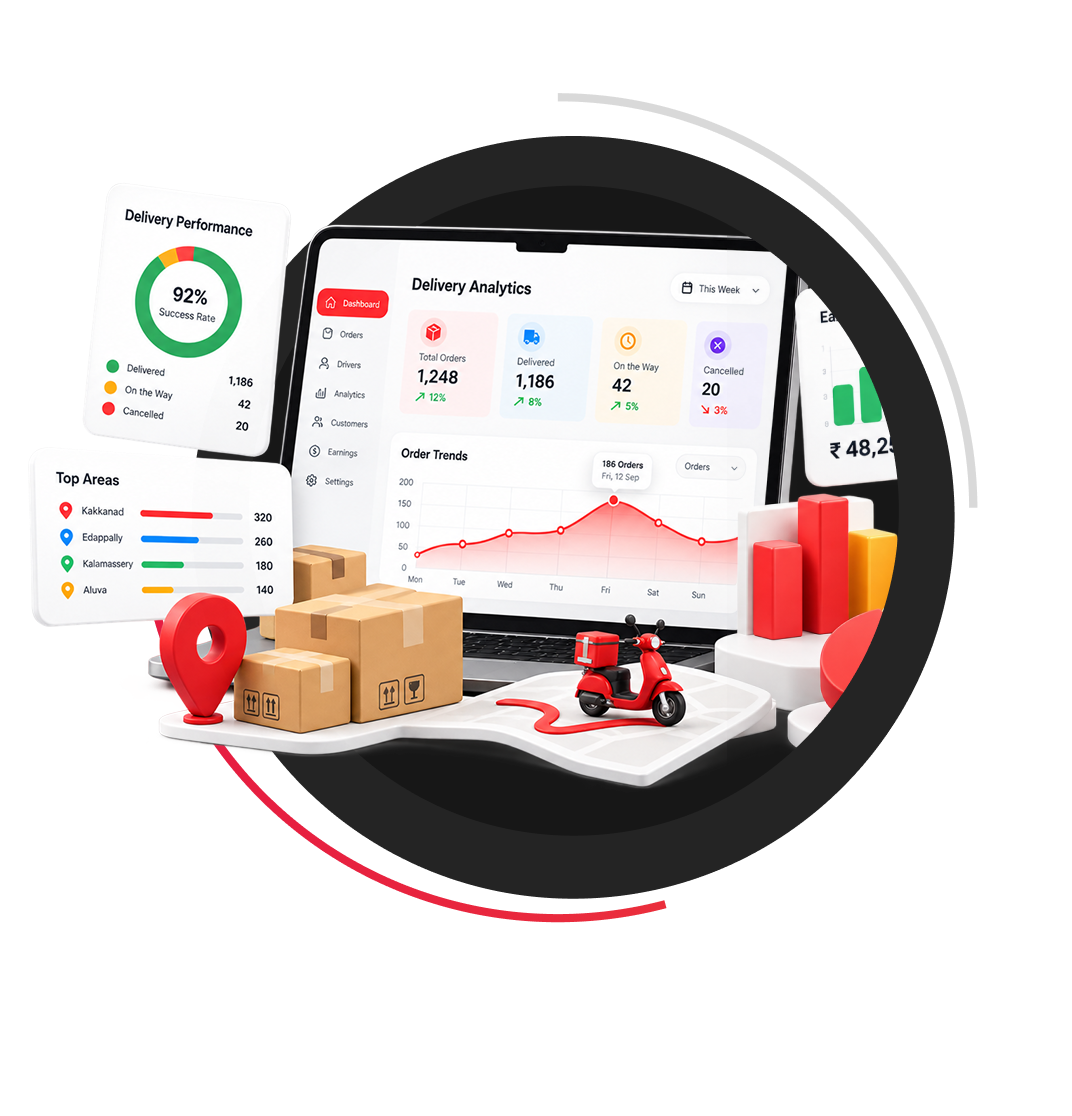 Delivery Performance
92%
Success Rate
Delivered 1,186
On the Way 42
Cancelled 20
Top Areas
Kakkanad 320
Edappally 260
Kalamassery 180
Aluva 140
Dashboard
Orders
Drivers
Analytics
Customers
Earnings
Settings
Delivery Analytics
This Week
Total Orders
1,248
12%
Delivered
1,186
8%
On the Way
42
5%
Cancelled
20
3%
Order Trends
186 Orders
Fri, 12 Sep
Orders
200
150
100
50
0
Mon Tue Wed Thu Fri Sat Sun
₹ 48,25